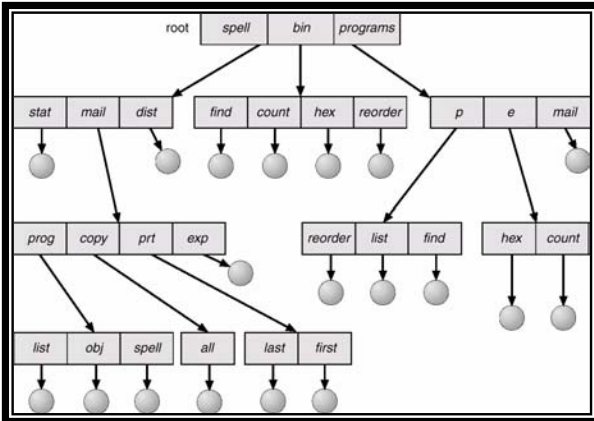 root spell bin programs
stat mail dist find count hex reorder p e mail
prog copy prt exp reorder list find hex count
list obj spell all last first